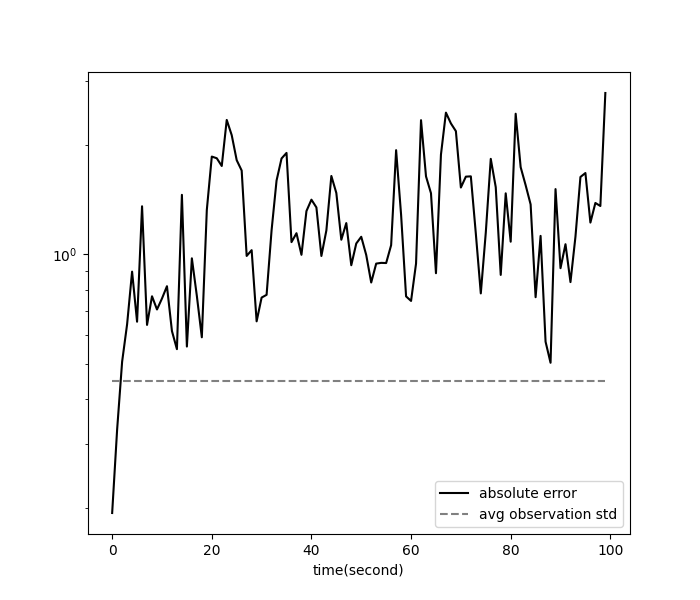 10⁰
0
20
40
60
80
100
time(second)
absolute error
avg observation std